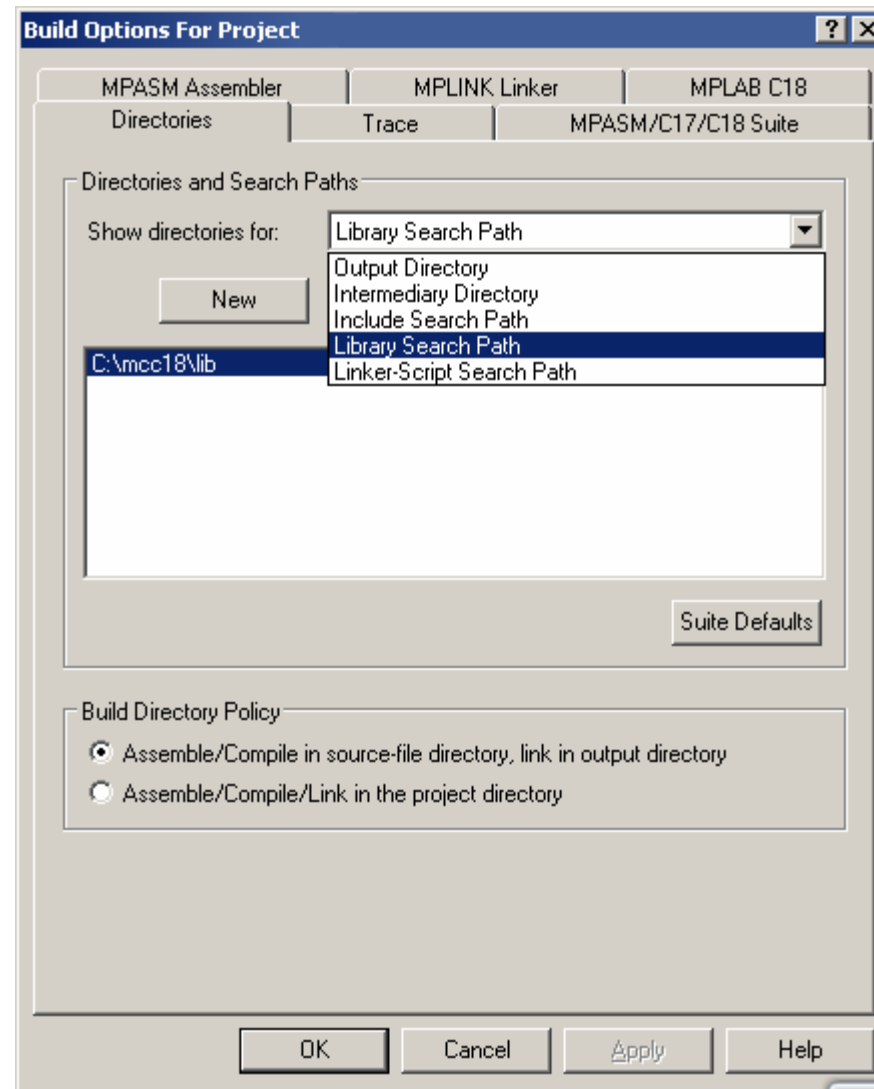 Build Options For Project
MPASM Assembler MPLINK Linker MPLAB C18
Directories Trace MPASM/C17/C18 Suite
Directories and Search Paths
Show directories for: Library Search Path
Output Directory
New Intermediary Directory
Include Search Path
Library Search Path
C:\mcc18\lib
Linker-Script Search Path
Suite Defaults
Build Directory Policy
Assemble/Compile in source-file directory, link in output directory
Assemble/Compile/Link in the project directory
OK Cancel Apply Help